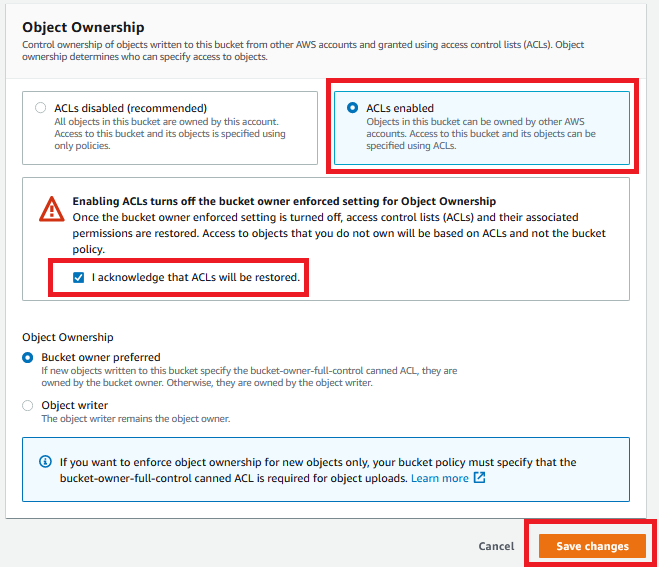 Object Ownership
Control ownership of objects written to this bucket from other AWS accounts and granted using access control lists (ACLs). Object
ownership determines who can specify access to objects.
ACLs disabled (recommended)
All objects in this bucket are owned by this account.
Access to this bucket and its objects is specified using
only policies.
ACLs enabled
Objects in this bucket can be owned by other AWS
accounts. Access to this bucket and its objects can be
specified using ACLs.
Enabling ACLs turns off the bucket owner enforced setting for Object Ownership
Once the bucket owner enforced setting is turned off, access control lists (ACLs) and their associated
permissions are restored. Access to objects that you do not own will be based on ACLs and not the bucket
policy.
I acknowledge that ACLs will be restored.
Object Ownership
Bucket owner preferred
If new objects written to this bucket specify the bucket-owner-full-control canned ACL, they are
owned by the bucket owner. Otherwise, they are owned by the object writer.
Object writer
The object writer remains the object owner.
If you want to enforce object ownership for new objects only, your bucket policy must specify that the
bucket-owner-full-control canned ACL is required for object uploads. Learn more
Cancel
Save changes